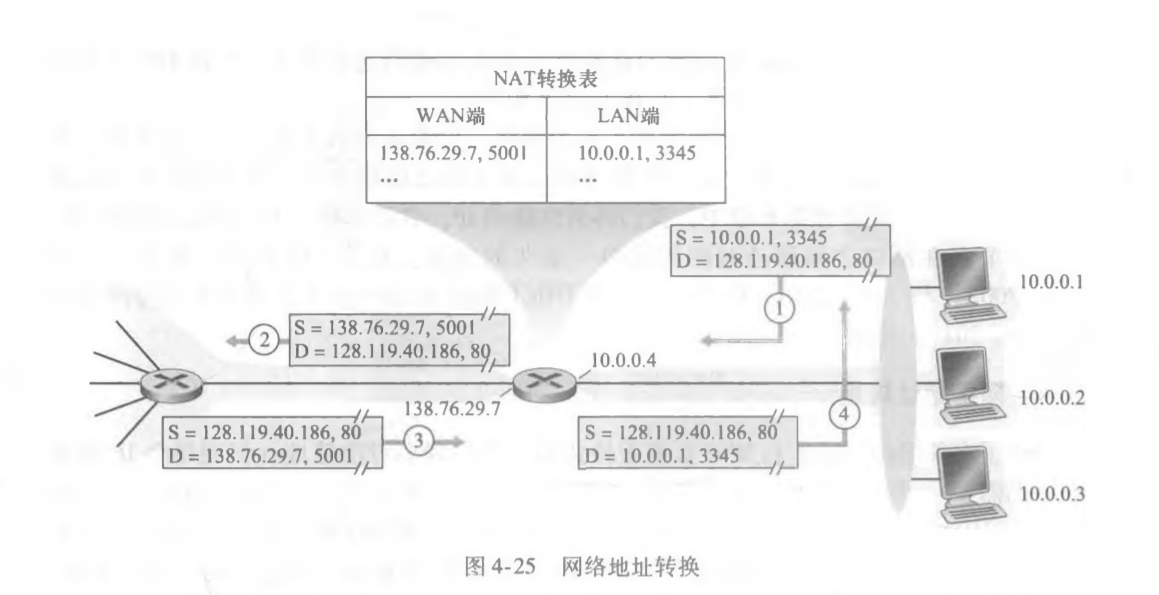 NAT转换表
WAN端 LAN端
138.76.29.7, 5001 10.0.0.1, 3345
… …
S = 10.0.0.1, 3345
D = 128.119.40.186, 80
1
10.0.0.1
2
S = 138.76.29.7, 5001
D = 128.119.40.186, 80
10.0.0.4
138.76.29.7
10.0.0.2
S = 128.119.40.186, 80
D = 138.76.29.7, 5001
3
S = 128.119.40.186, 80
D = 10.0.0.1, 3345
4
10.0.0.3
图 4-25 网络地址转换